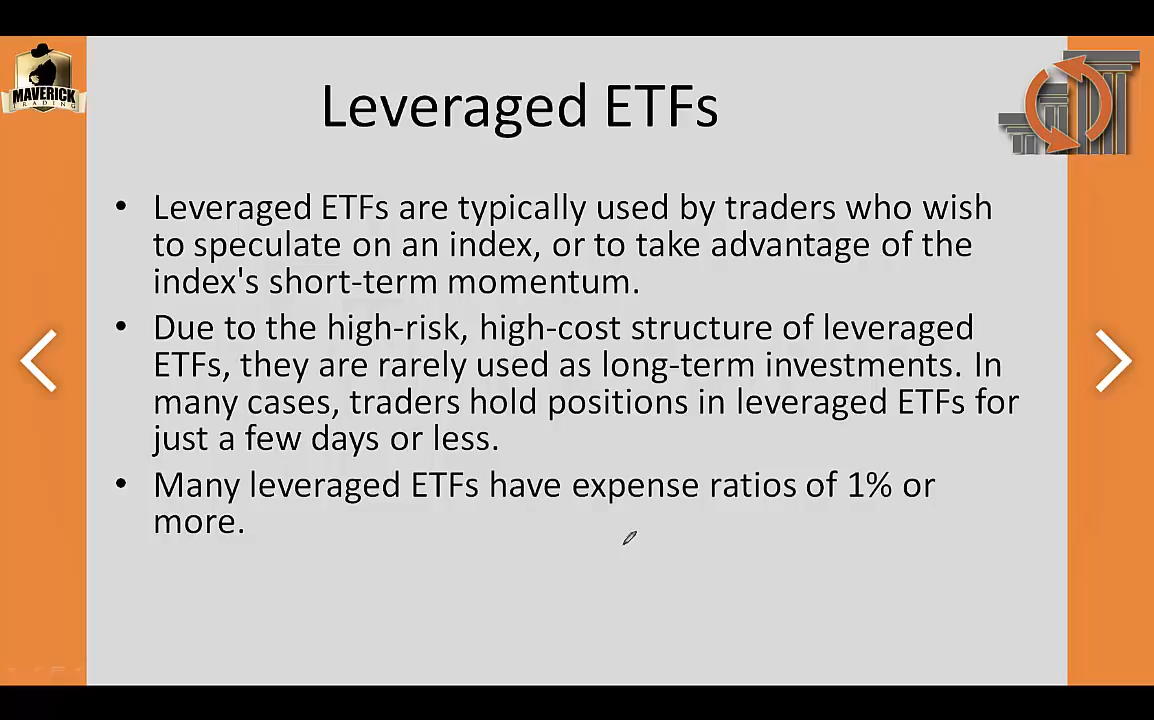 MAVERICK
TRADING
Leveraged ETFs
• Leveraged ETFs are typically used by traders who wish
to speculate on an index, or to take advantage of the
index's short-term momentum.
• Due to the high-risk, high-cost structure of leveraged
ETFs, they are rarely used as long-term investments. In
many cases, traders hold positions in leveraged ETFs for
just a few days or less.
• Many leveraged ETFs have expense ratios of 1% or
more.